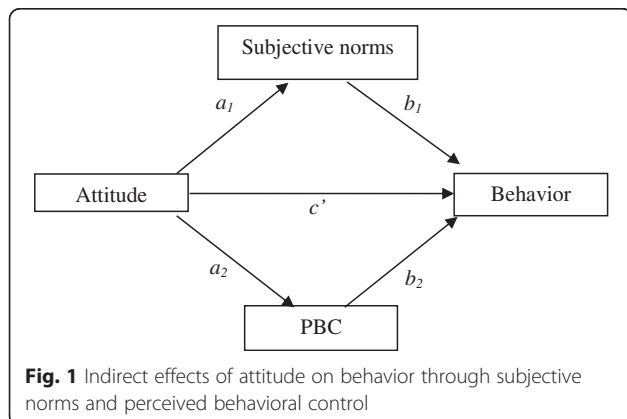 Subjective norms
a1
b1
Attitude
Behavior
c’
a2
b2
PBC
Fig. 1 Indirect effects of attitude on behavior through subjective
norms and perceived behavioral control